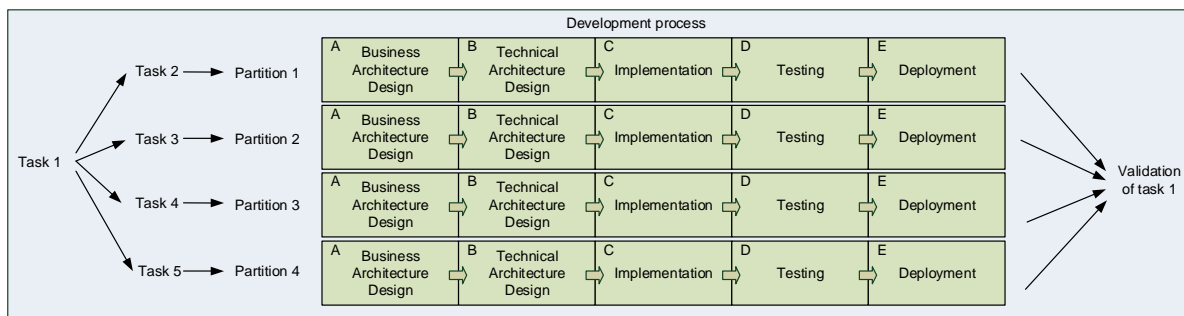 Development process
Task 1
Task 2
Partition 1
A
Business
Architecture
Design
B
Technical
Architecture
Design
C
Implementation
D
Testing
E
Deployment
Task 3
Partition 2
A
Business
Architecture
Design
B
Technical
Architecture
Design
C
Implementation
D
Testing
E
Deployment
Task 4
Partition 3
A
Business
Architecture
Design
B
Technical
Architecture
Design
C
Implementation
D
Testing
E
Deployment
Task 5
Partition 4
A
Business
Architecture
Design
B
Technical
Architecture
Design
C
Implementation
D
Testing
E
Deployment
Validation
of task 1